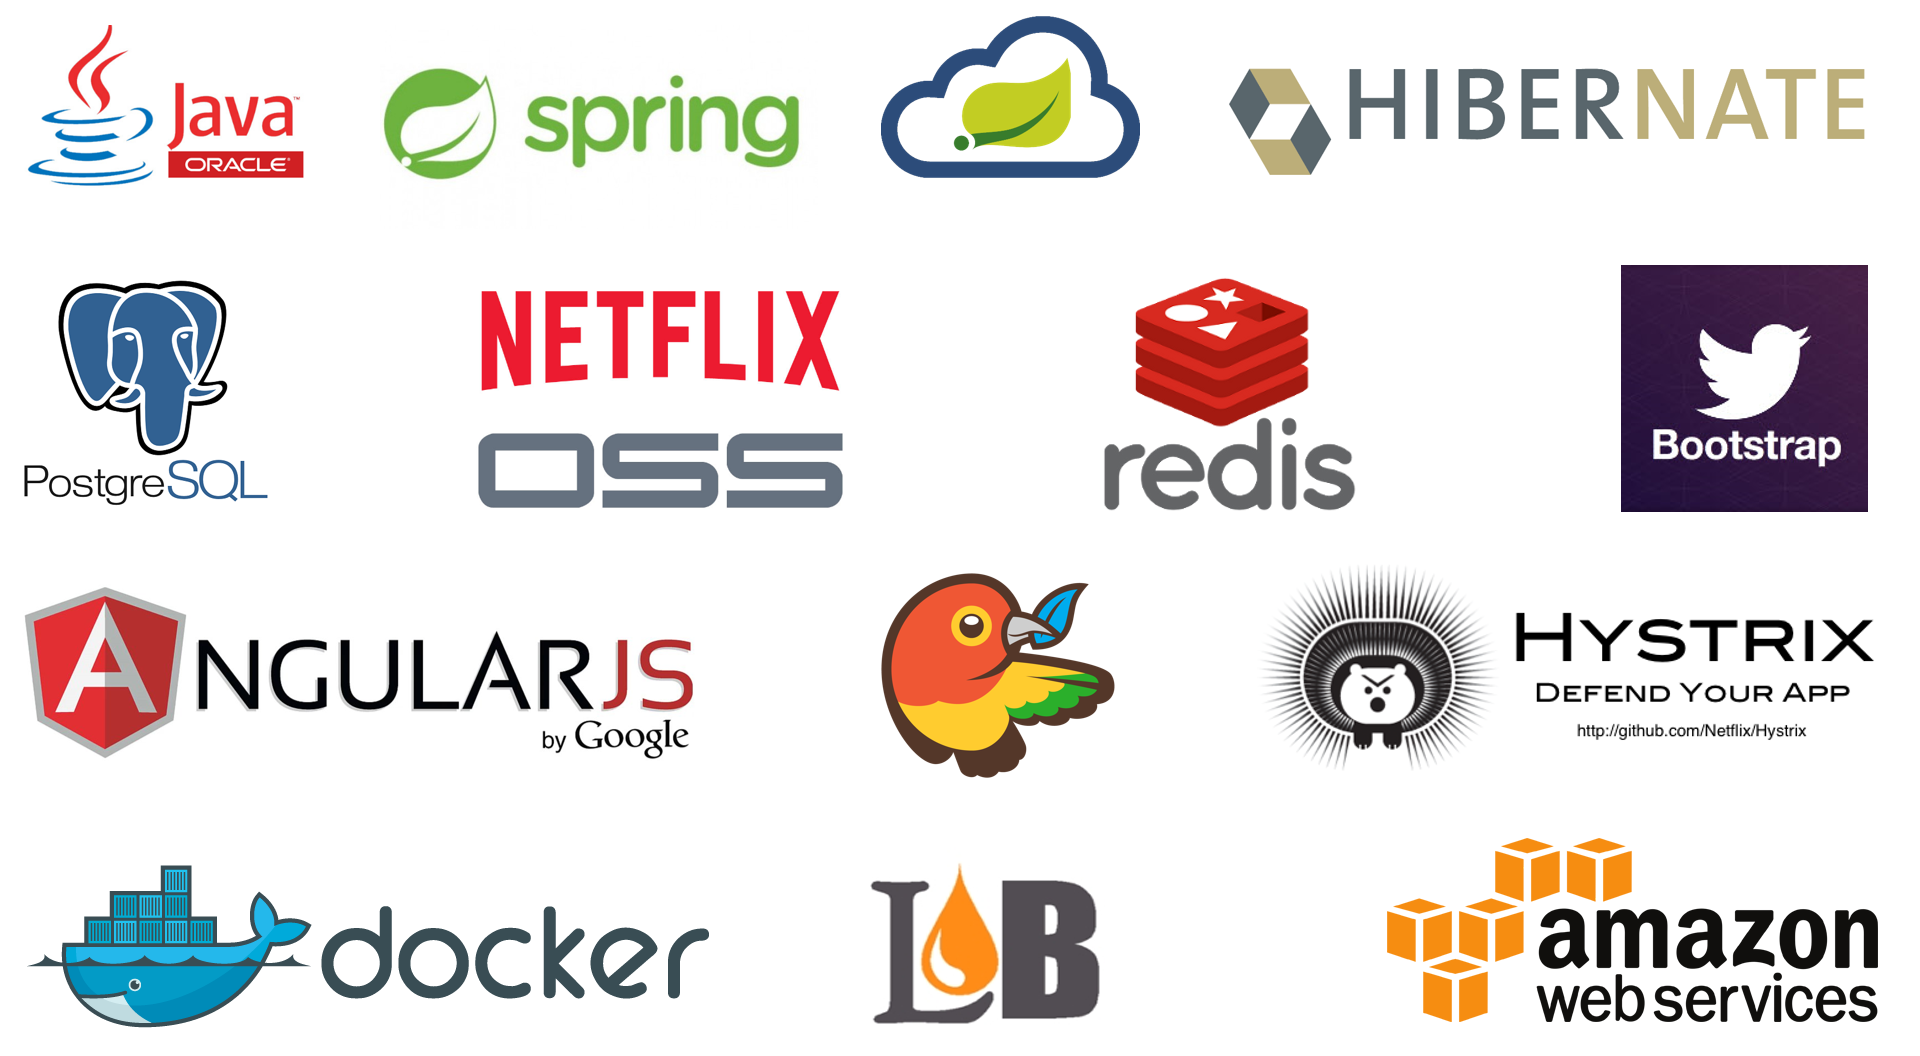 Java™
ORACLE®
spring
HIBERNATE
PostgreSQL
NETFLIX
OSS
redis
Bootstrap
ANGULARJS
by Google
HYSTRIX
DEFEND YOUR APP
http://github.com/Netflix/Hystrix
docker
LB
amazon
web services